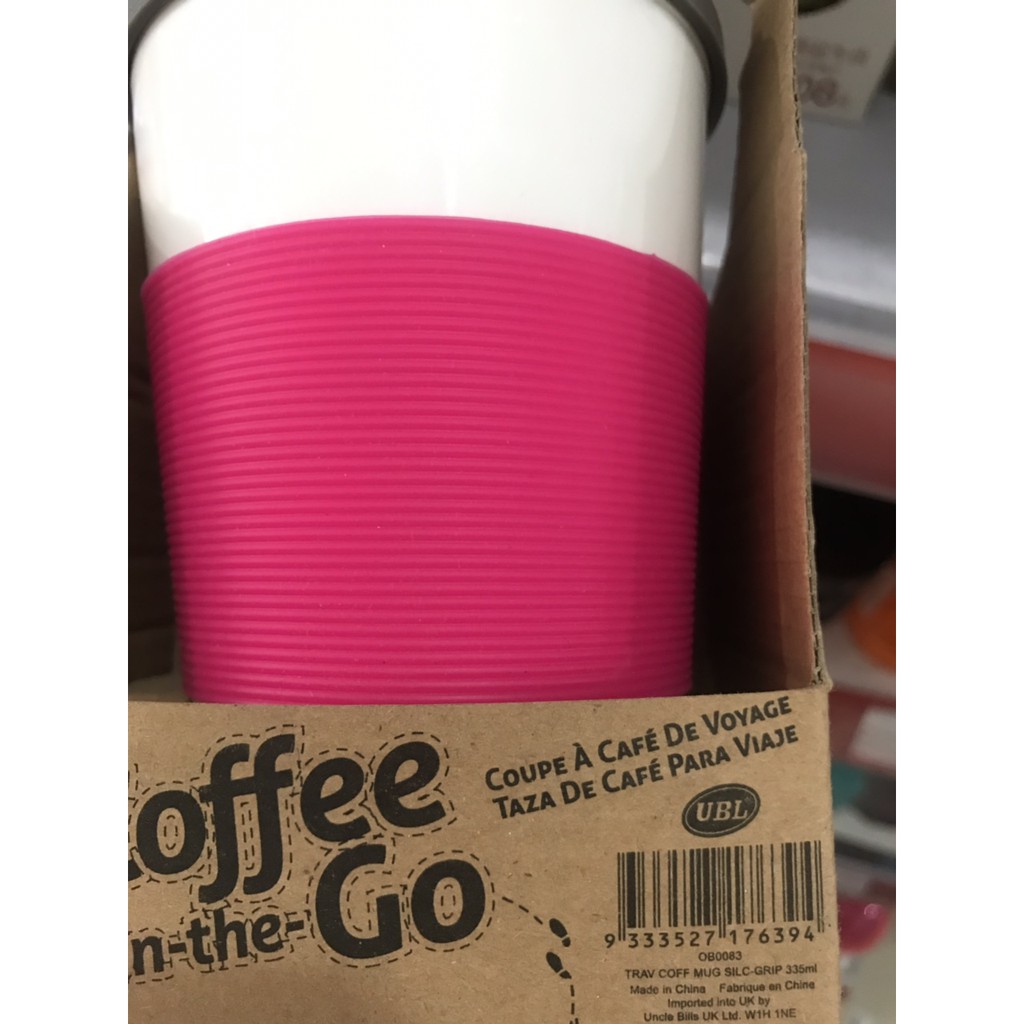 Coffee
on-the-Go
COUPE À CAFÉ DE VOYAGE
TAZA DE CAFÉ PARA VIAJE
UBL
9 333527 176394
OB0083
TRAV COFF MUG SILC-GRIP 335ml
Made in China Fabrique en Chine
Imported into UK by
Uncle Bills UK Ltd. W1H 1NE